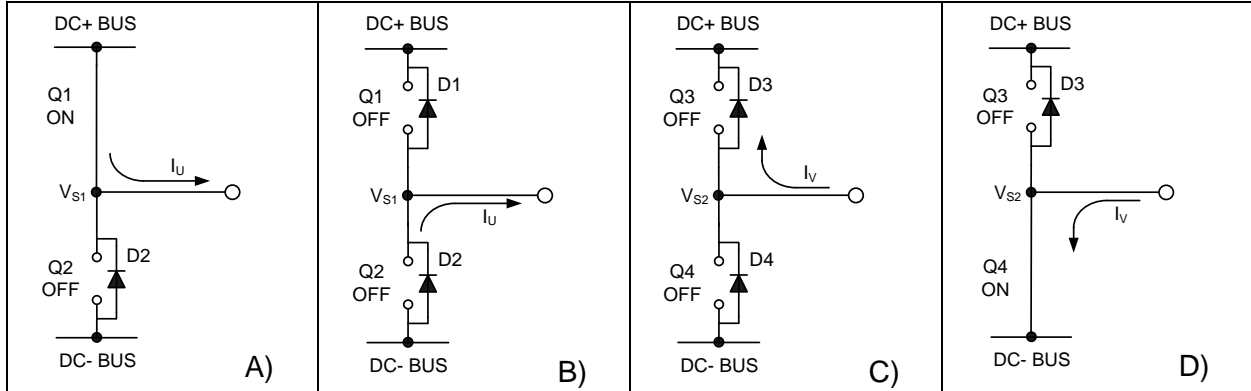 DC+ BUS
Q1
ON
I_U
V_S1
D2
Q2
OFF
DC- BUS
A)
DC+ BUS
D1
Q1
OFF
V_S1
I_U
D2
Q2
OFF
DC- BUS
B)
DC+ BUS
D3
Q3
OFF
I_V
V_S2
D4
Q4
OFF
DC- BUS
C)
DC+ BUS
D3
Q3
OFF
V_S2
I_V
Q4
ON
DC- BUS
D)